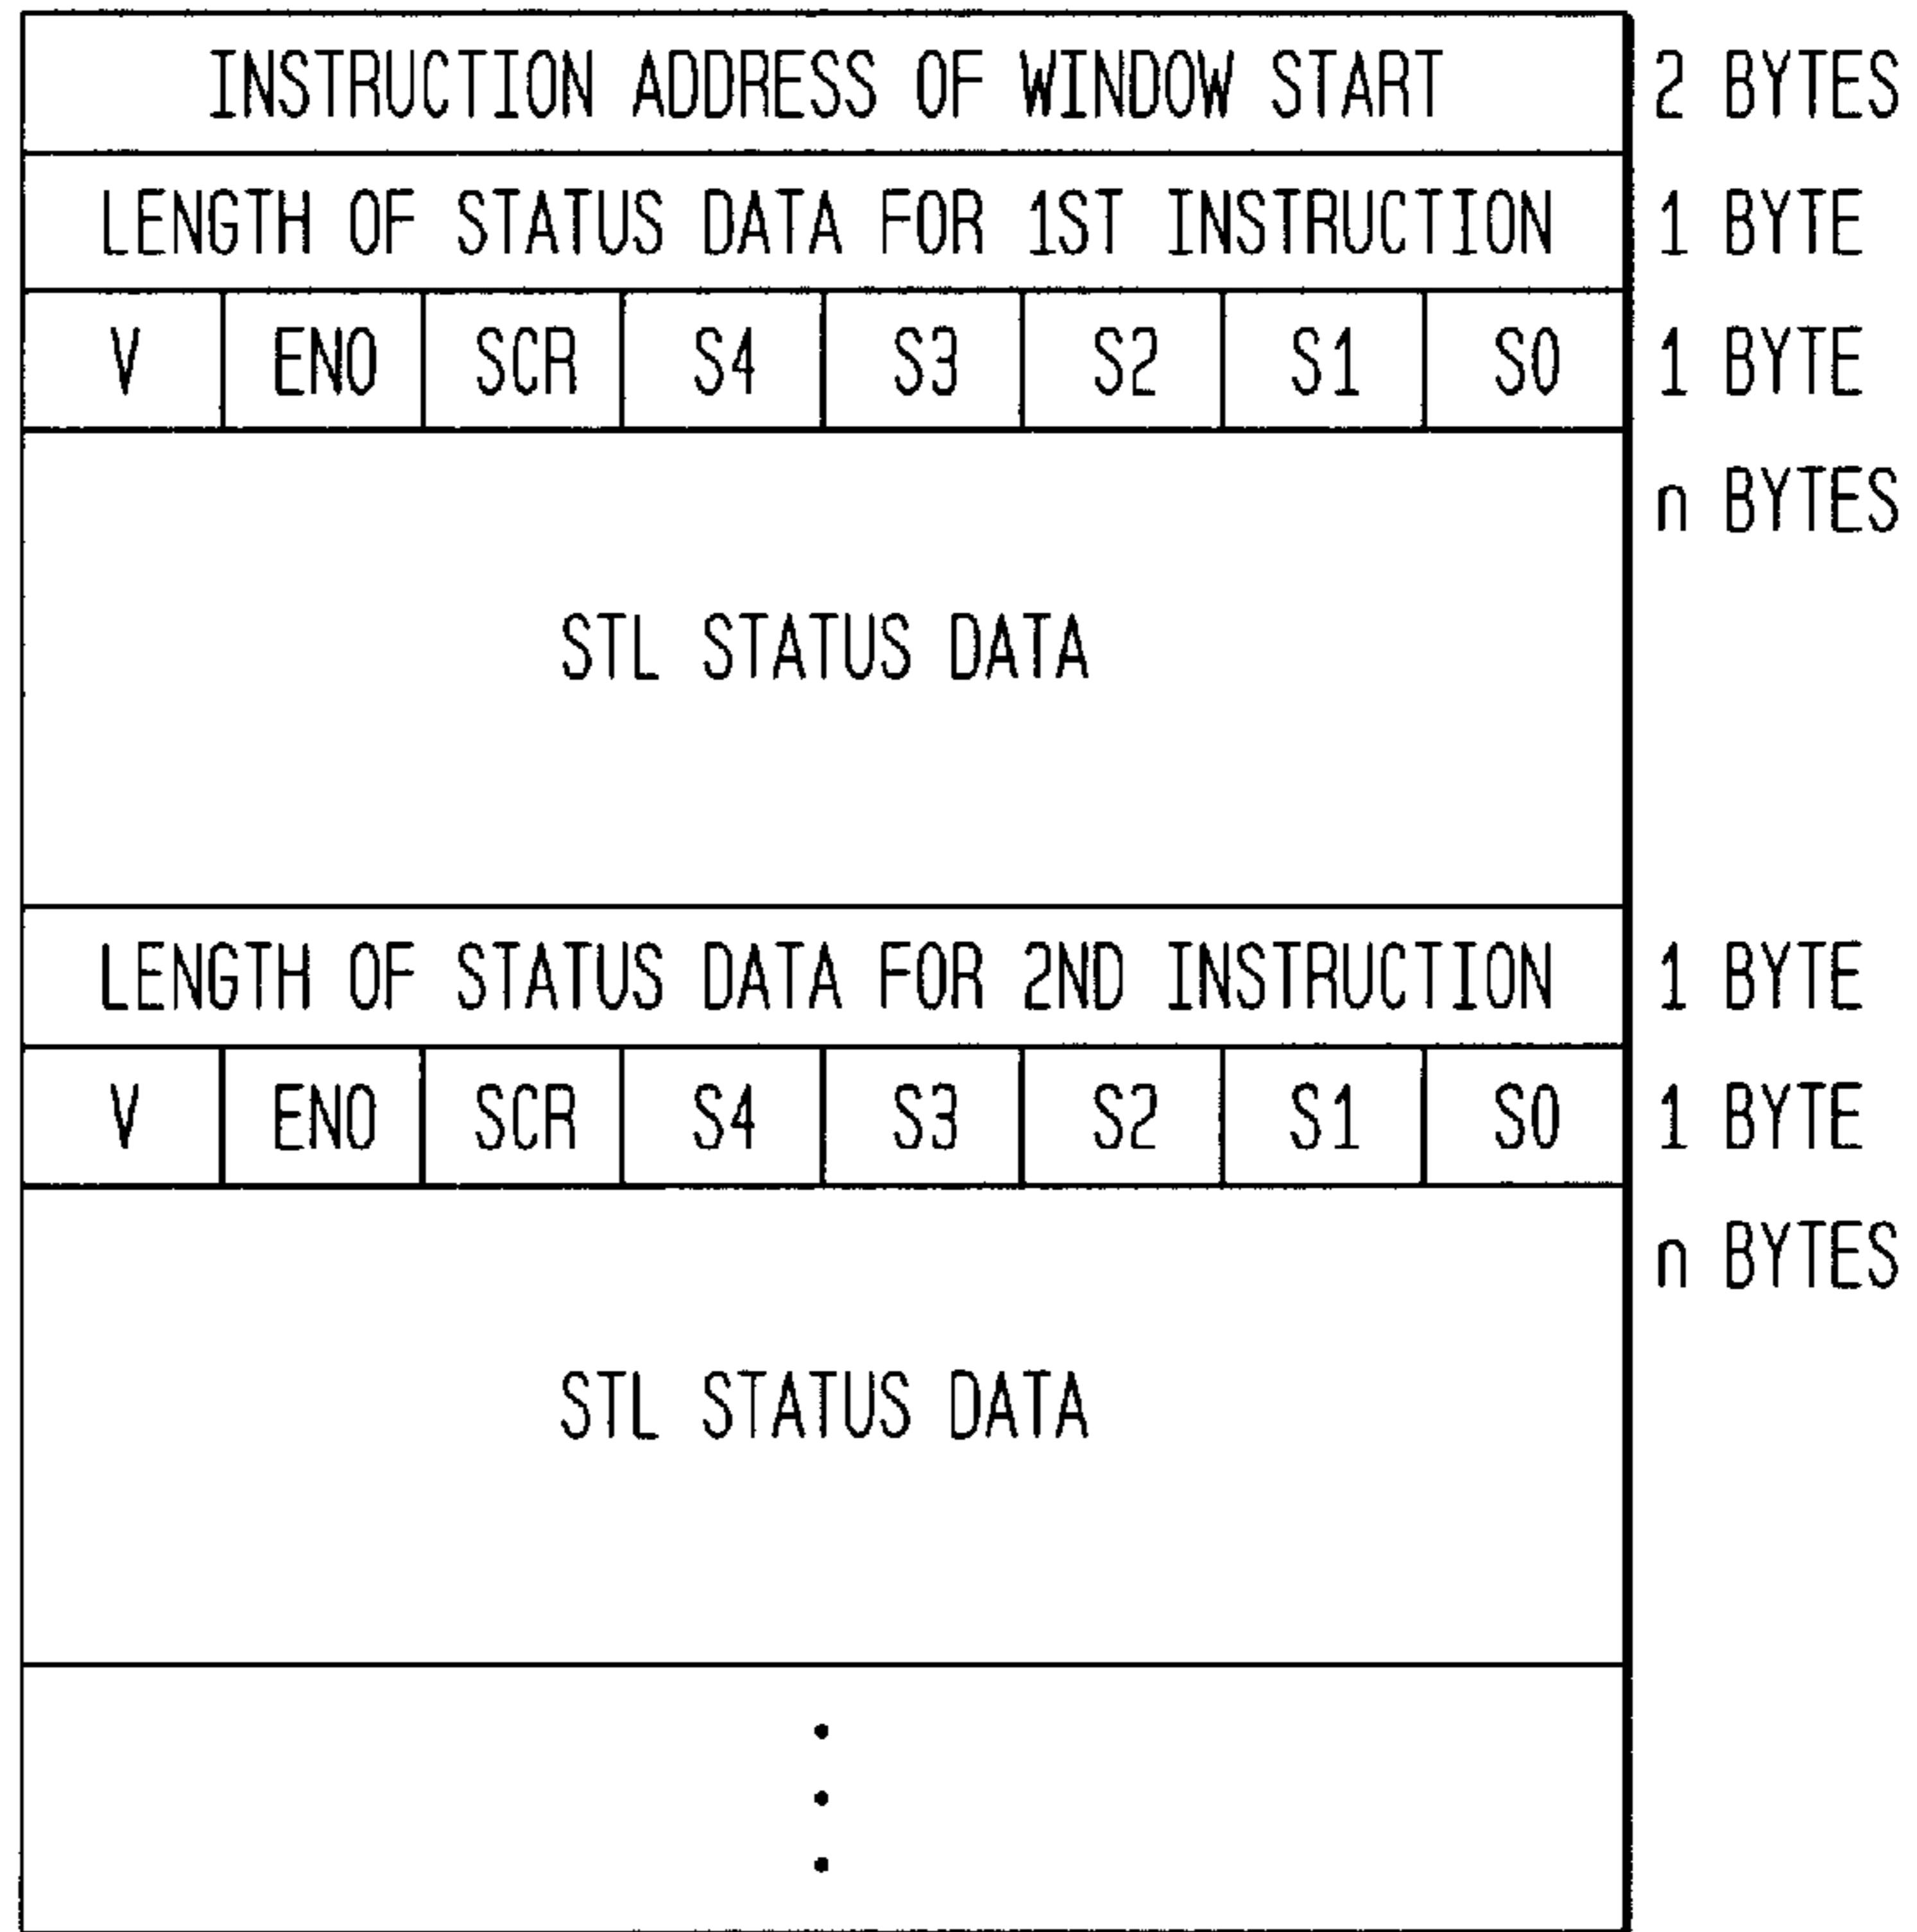 INSTRUCTION ADDRESS OF WINDOW START 2 BYTES
LENGTH OF STATUS DATA FOR 1ST INSTRUCTION 1 BYTE
V ENO SCR S4 S3 S2 S1 S0 1 BYTE
n BYTES
STL STATUS DATA
LENGTH OF STATUS DATA FOR 2ND INSTRUCTION 1 BYTE
V ENO SCR S4 S3 S2 S1 S0 1 BYTE
n BYTES
STL STATUS DATA